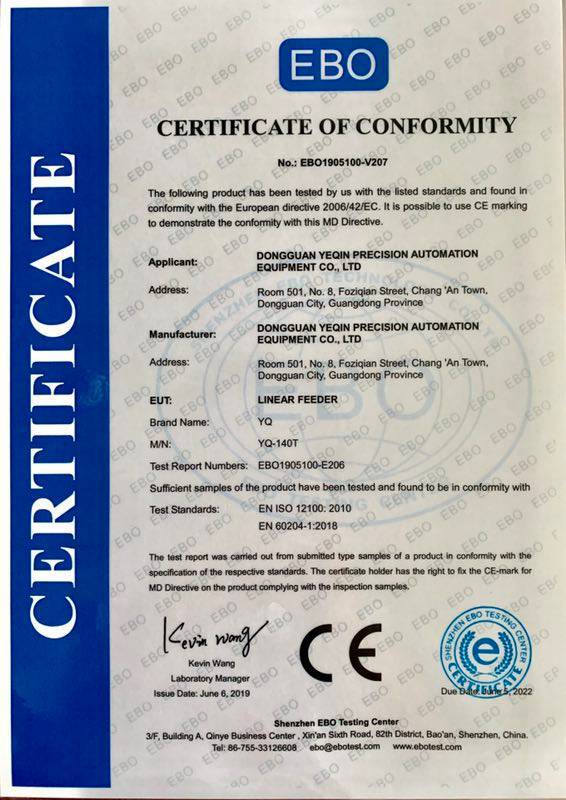 CERTIFICATE
EBO
CERTIFICATE OF CONFORMITY
No.: EBO1905100-V207
The following product has been tested by us with the listed standards and found in
conformity with the European directive 2006/42/EC. It is possible to use CE marking
to demonstrate the conformity with this MD Directive.
Applicant: DONGGUAN YEQIN PRECISION AUTOMATION
EQUIPMENT CO., LTD
Address: Room 501, No. 8, Foziqian Street, Chang 'An Town,
Dongguan City, Guangdong Province
Manufacturer: DONGGUAN YEQIN PRECISION AUTOMATION
EQUIPMENT CO., LTD
Address: Room 501, No. 8, Foziqian Street, Chang 'An Town,
Dongguan City, Guangdong Province
EUT: LINEAR FEEDER
Brand Name: YQ
M/N: YQ-140T
Test Report Numbers: EBO1905100-E206
Sufficient samples of the product have been tested and found to be in conformity with
Test Standards: EN ISO 12100: 2010
EN 60204-1:2018
The test report was carried out from submitted type samples of a product in conformity with the
specification of the respective standards. The certificate holder has the right to fix the CE-mark for
MD Directive on the product complying with the inspection samples.
Kevin wang
CE
SHENZHEN EBO TESTING CENTER
e
CERTIFICATE
Kevin Wang
Laboratory Manager
Issue Date: June 6, 2019
Due Date: June 5, 2022
Shenzhen EBO Testing Center
3/F, Building A, Qinye Business Center , Xin'an Sixth Road, 82th District, Bao'an, Shenzhen, China.
Tel: 86-755-33126608 ebo@ebotest.com www.ebotest.com